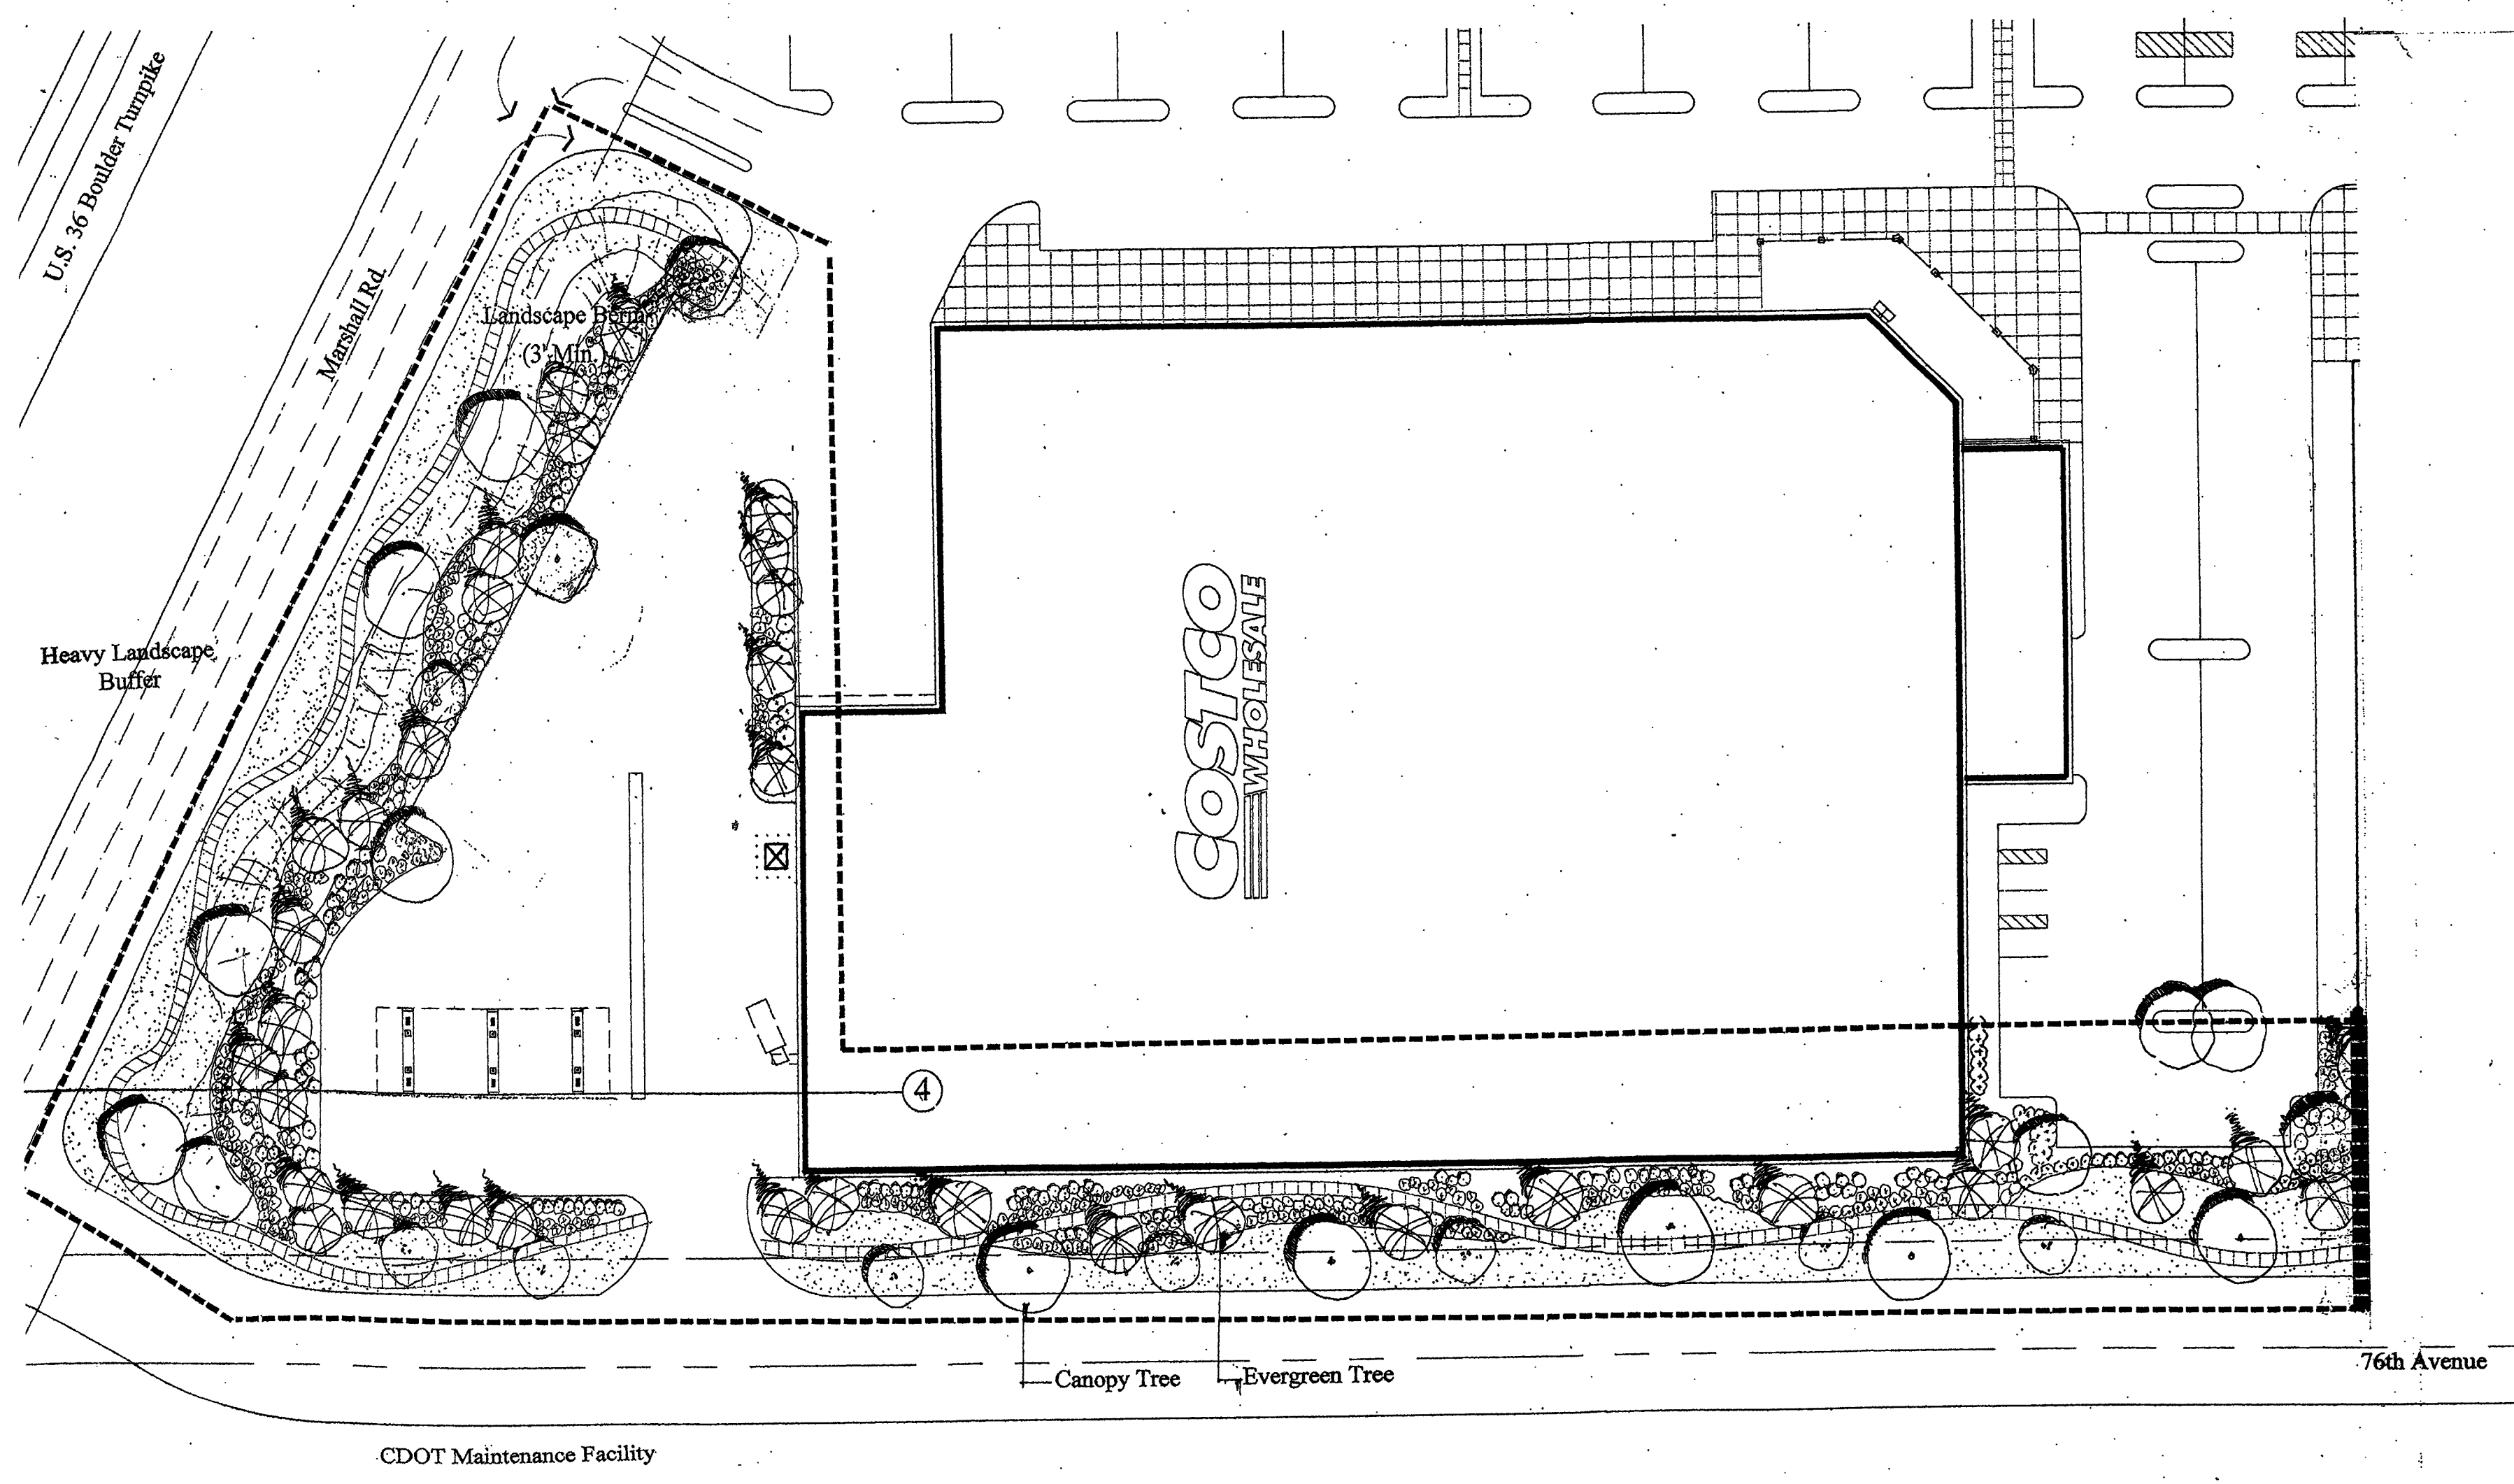 U.S. 36 Boulder Turnpike
Marshall Rd.
Landscape Berm
(3' Min.)
Heavy Landscape
Buffer
COSTCO
WHOLESALE
4
Canopy Tree
Evergreen Tree
76th Avenue
CDOT Maintenance Facility